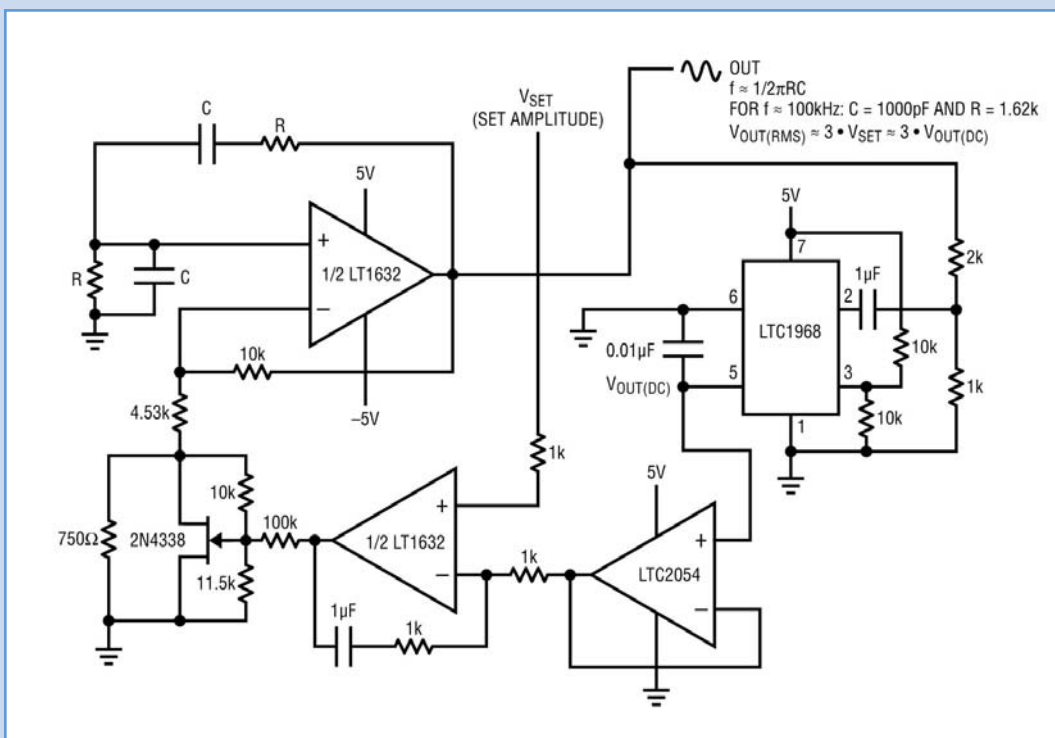 OUT
f ≈ 1/2πRC
FOR f ≈ 100kHz: C = 1000pF AND R = 1.62k
VOUT(RMS) ≈ 3 • VSET ≈ 3 • VOUT(DC)
VSET
(SET AMPLITUDE)
C
R
5V
+
1/2 LT1632
−
R
C
10k
−5V
4.53k
5V
7
2k
1µF
6
2
LTC1968
0.01µF
10k
VOUT(DC)
5
3
1k
10k
1
1k
5V
10k
100k
+
1/2 LT1632
−
750Ω
2N4338
11.5k
1k
+
LTC2054
−
1µF
1k